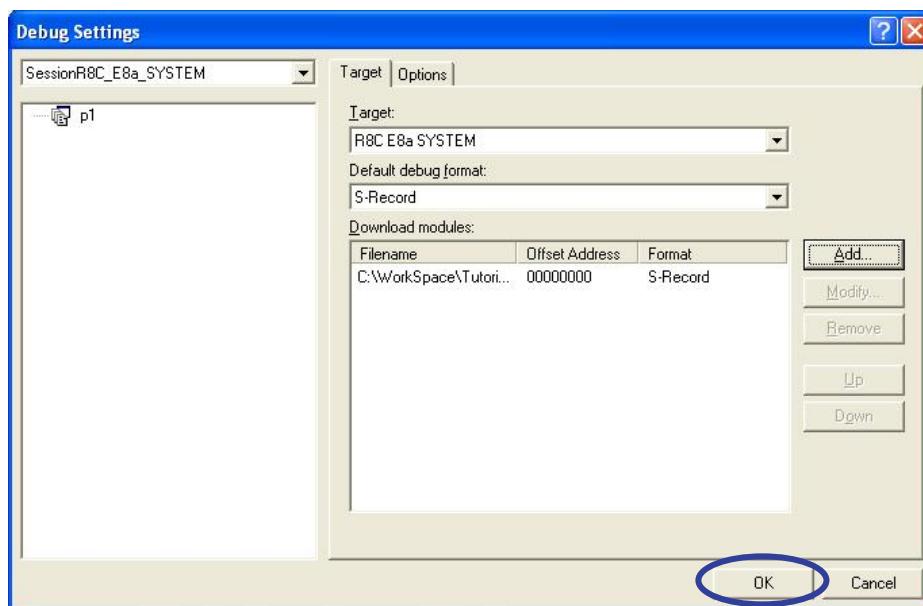 Debug Settings
SessionR8C_E8a_SYSTEM
p1
Target
Options
Target:
R8C E8a SYSTEM
Default debug format:
S-Record
Download modules:
Filename Offset Address Format
C:\WorkSpace\Tutori... 00000000 S-Record
Add...
Modify...
Remove
Up
Down
OK
Cancel